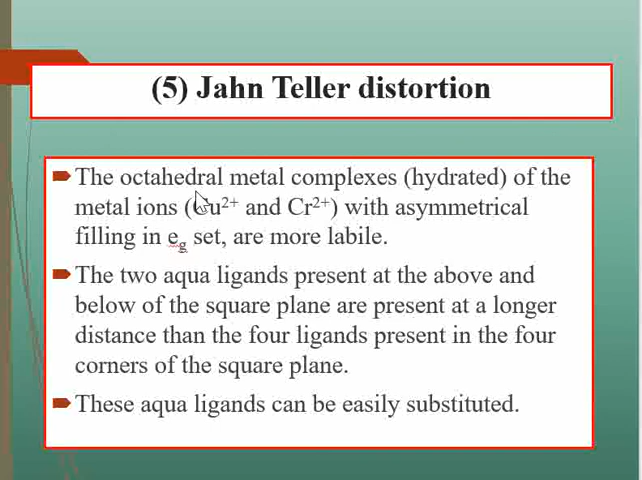 (5) Jahn Teller distortion
The octahedral metal complexes (hydrated) of the
metal ions (Cu²⁺ and Cr²⁺) with asymmetrical
filling in e₉ set, are more labile.
The two aqua ligands present at the above and
below of the square plane are present at a longer
distance than the four ligands present in the four
corners of the square plane.
These aqua ligands can be easily substituted.